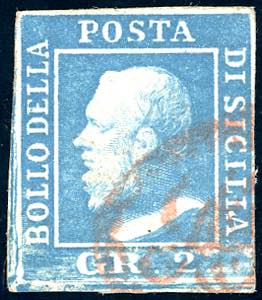 BOLLO DELLA
POSTA
DI SICILIA
GR. 2